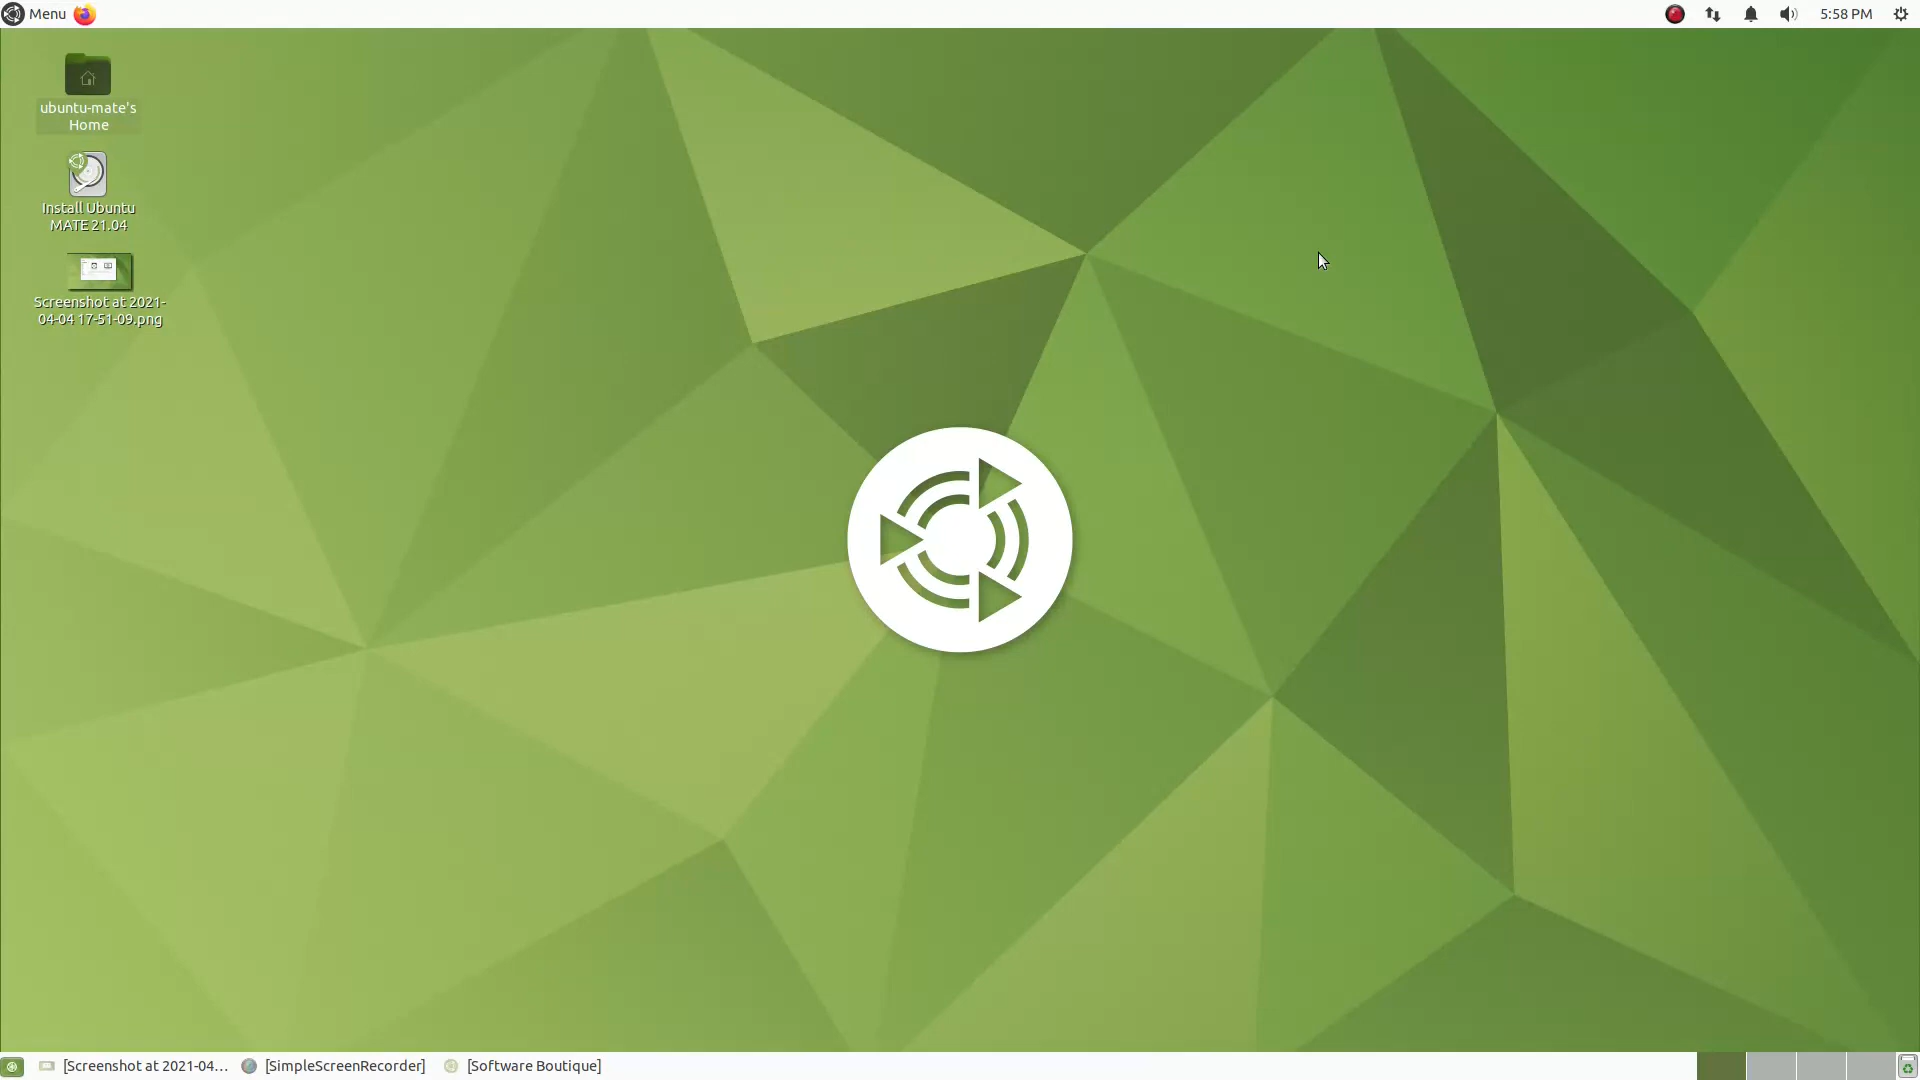 Menu
5:58 PM
ubuntu-mate's
Home
Install Ubuntu
MATE 21.04
Screenshot at 2021-
04-04 17-51-09.png
[Screenshot at 2021-04...
[SimpleScreenRecorder]
[Software Boutique]